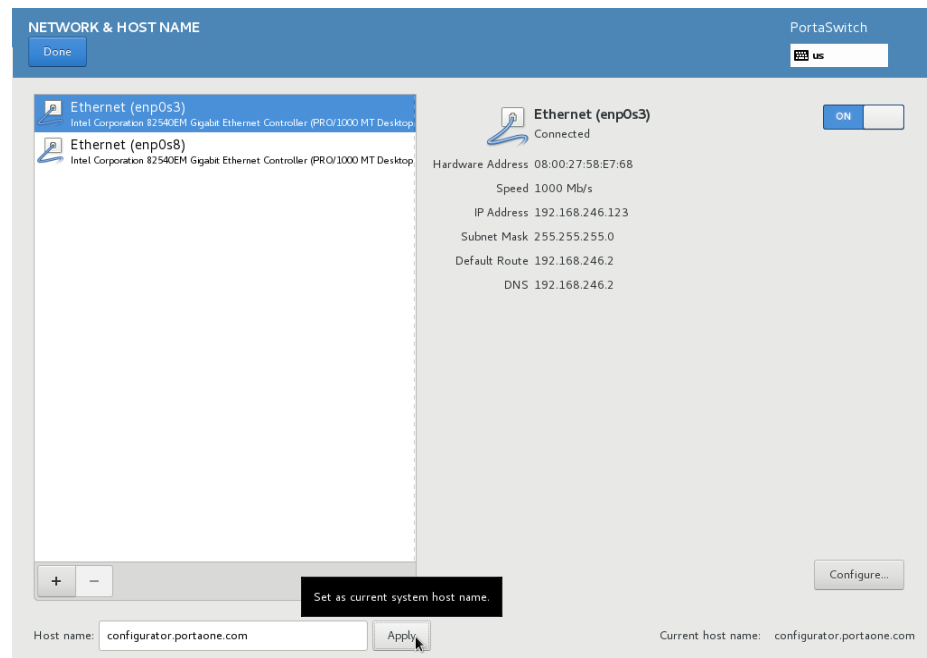 NETWORK & HOST NAME
PortaSwitch
Done
us
Ethernet (enp0s3)
Intel Corporation 82540EM Gigabit Ethernet Controller (PRO/1000 MT Desktop
Ethernet (enp0s8)
Intel Corporation 82540EM Gigabit Ethernet Controller (PRO/1000 MT Desktop
Ethernet (enp0s3)
Connected
ON
Hardware Address 08:00:27:58:E7:68
Speed 1000 Mb/s
IP Address 192.168.246.123
Subnet Mask 255.255.255.0
Default Route 192.168.246.2
DNS 192.168.246.2
+ −
Configure...
Set as current system host name.
Host name: configurator.portaone.com Apply
Current host name: configurator.portaone.com